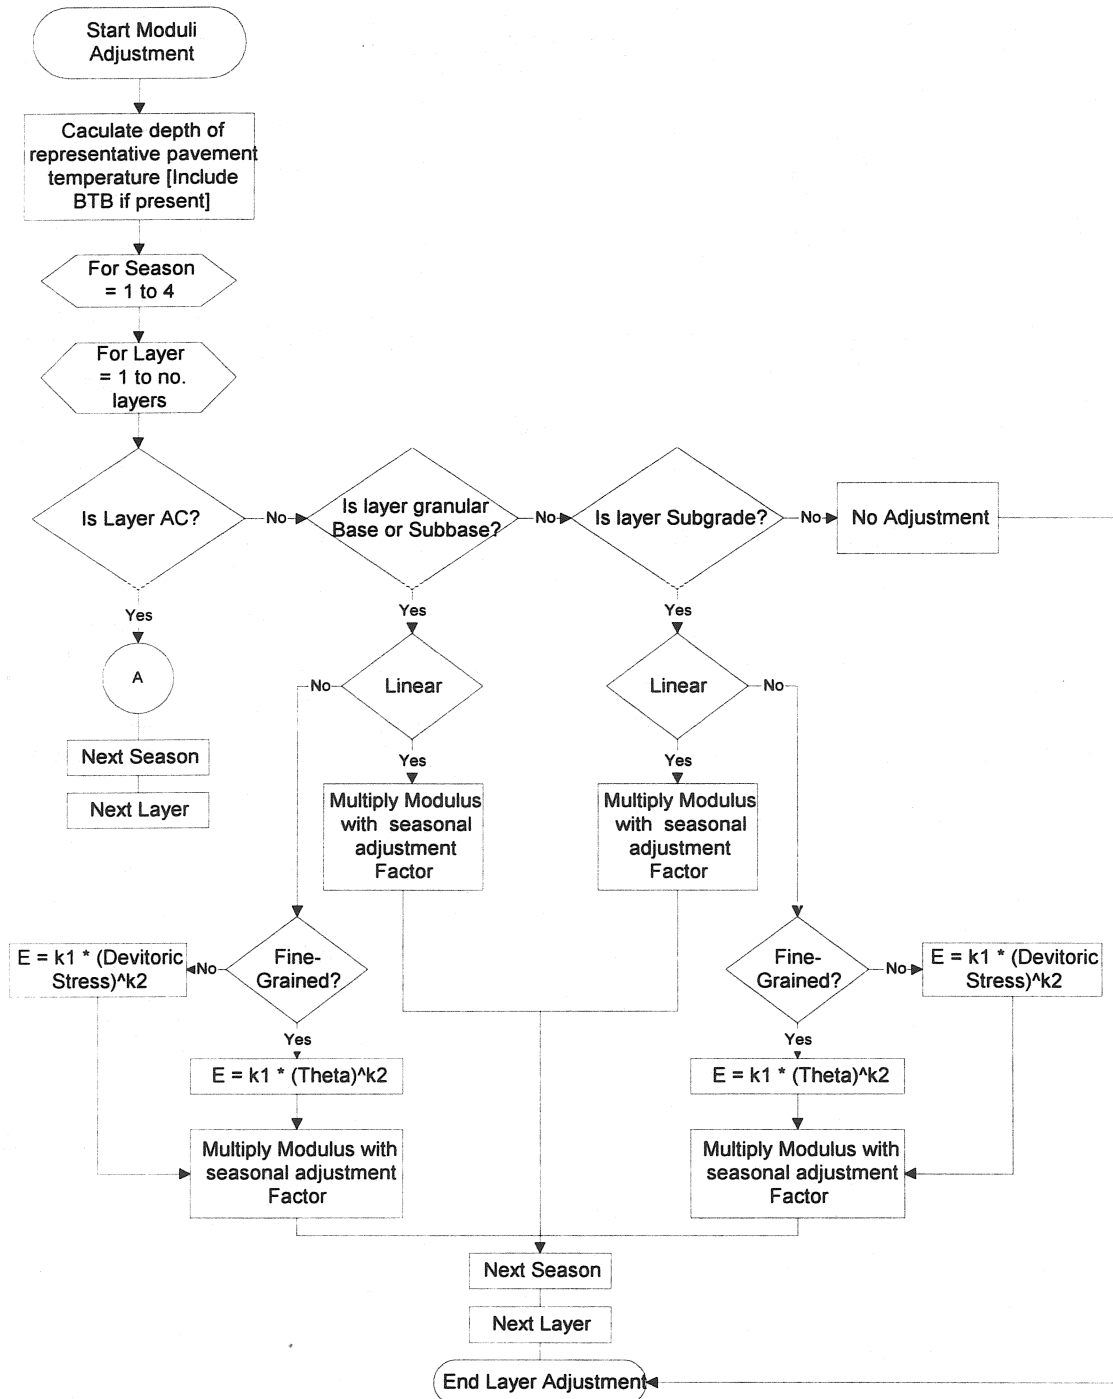 Start Moduli
Adjustment
Caculate depth of
representative pavement
temperature [Include
BTB if present]
For Season
= 1 to 4
For Layer
= 1 to no.
layers
Is Layer AC?
No
Is layer granular
Base or Subbase?
No
Is layer Subgrade?
No
No Adjustment
Yes
Yes
Yes
A
No
Linear
Linear
No
Next Season
Next Layer
Yes
Yes
Multiply Modulus
with seasonal
adjustment
Factor
Multiply Modulus
with seasonal
adjustment
Factor
E = k1 * (Devitoric
Stress)^k2
No
Fine-
Grained?
Fine-
Grained?
No
E = k1 * (Devitoric
Stress)^k2
Yes
Yes
E = k1 * (Theta)^k2
E = k1 * (Theta)^k2
Multiply Modulus with
seasonal adjustment
Factor
Multiply Modulus with
seasonal adjustment
Factor
Next Season
Next Layer
End Layer Adjustment